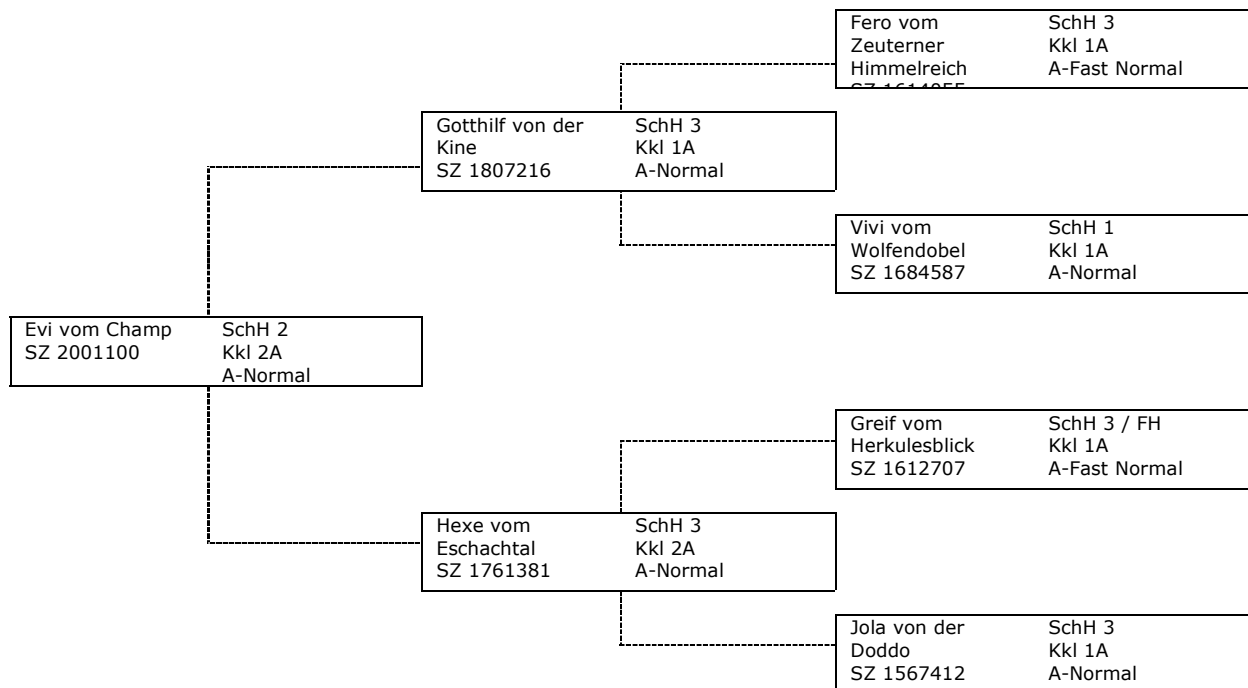 Fero vom SchH 3
Zeuterner Kkl 1A
Himmelreich A-Fast Normal
Gotthilf von der SchH 3
Kine Kkl 1A
SZ 1807216 A-Normal
Vivi vom SchH 1
Wolfendobel Kkl 1A
SZ 1684587 A-Normal
Evi vom Champ SchH 2
SZ 2001100 Kkl 2A
A-Normal
Greif vom SchH 3 / FH
Herkulesblick Kkl 1A
SZ 1612707 A-Fast Normal
Hexe vom SchH 3
Eschachtal Kkl 2A
SZ 1761381 A-Normal
Jola von der SchH 3
Doddo Kkl 1A
SZ 1567412 A-Normal